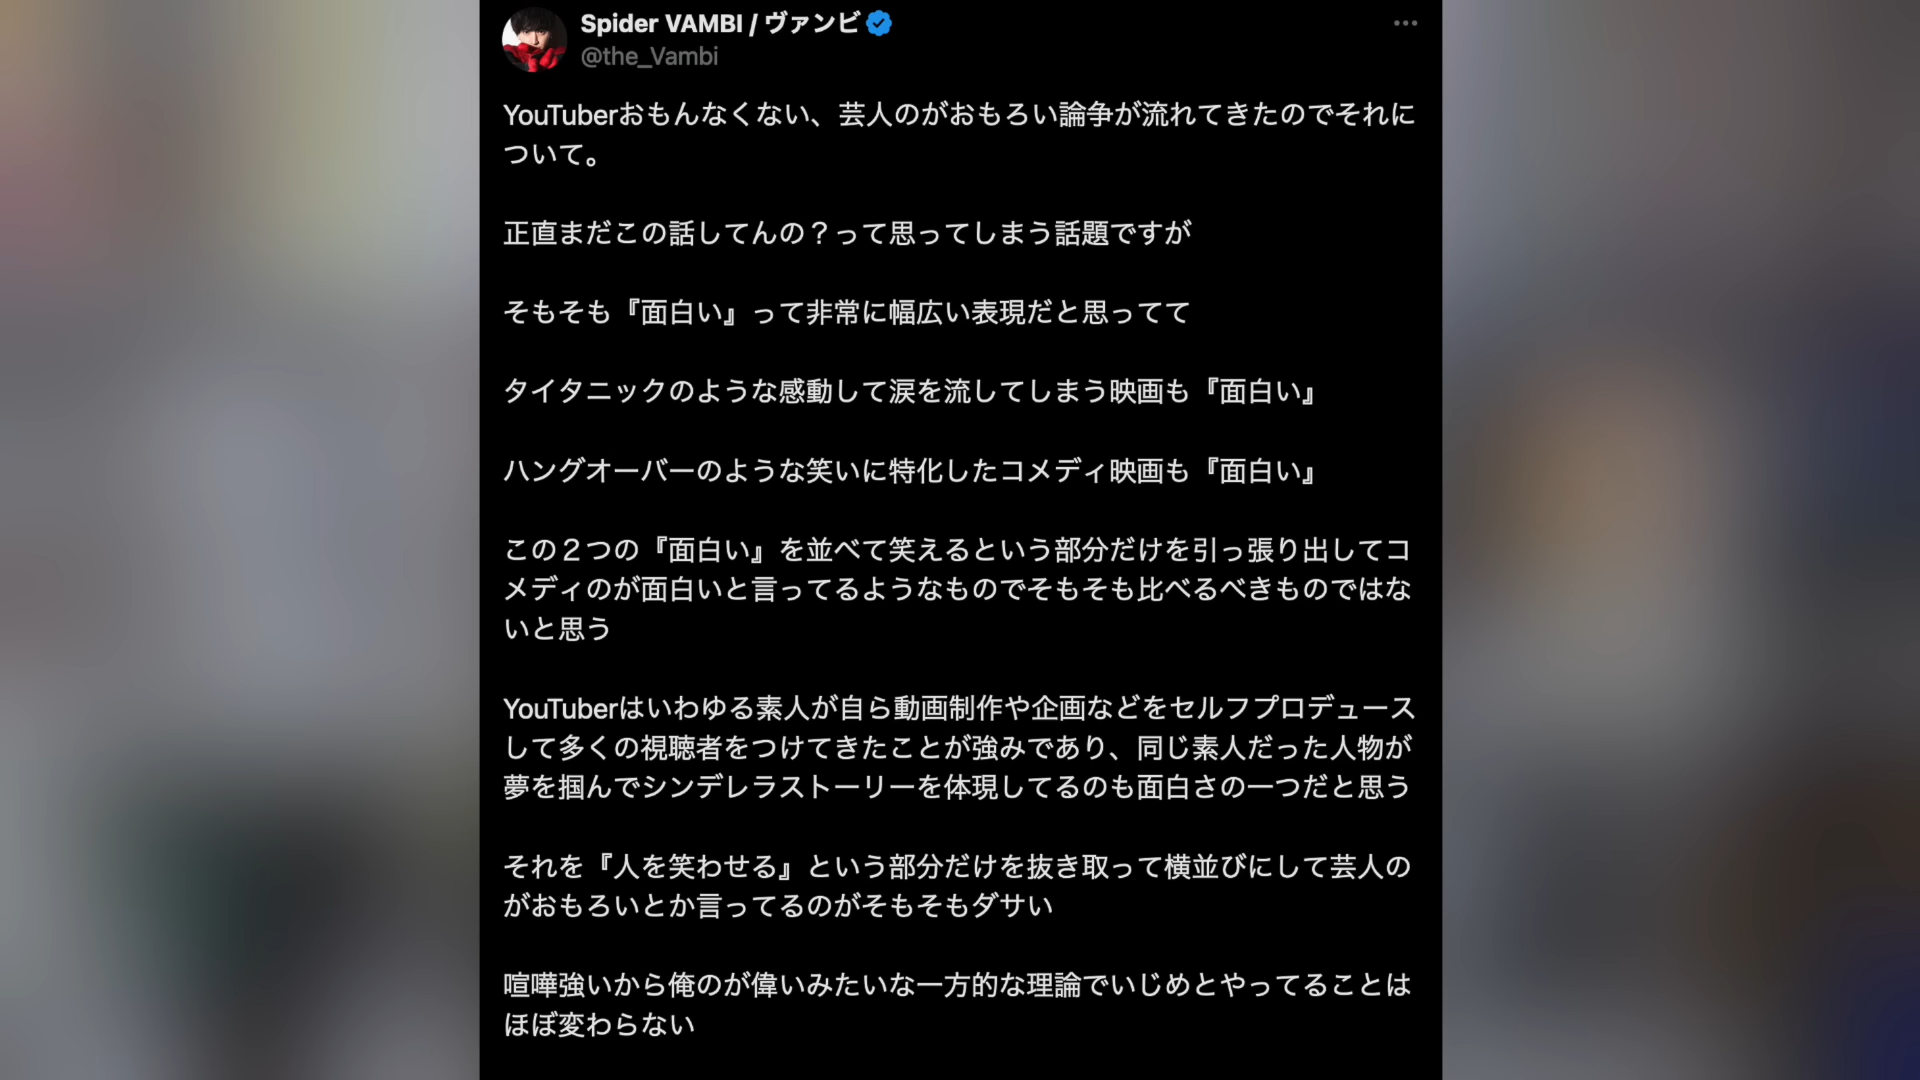 Spider VAMBI / ヴァンビ
@the_Vambi
YouTuberおもんなくない、芸人のがおもろい論争が流れてきたのでそれに
ついて。
正直まだこの話してんの？って思ってしまう話題ですが
そもそも『面白い』って非常に幅広い表現だと思ってて
タイタニックのような感動して涙を流してしまう映画も『面白い』
ハングオーバーのような笑いに特化したコメディ映画も『面白い』
この２つの『面白い』を並べて笑えるという部分だけを引っ張り出してコ
メディのが面白いと言ってるようなものでそもそも比べるべきものではな
いと思う
YouTuberはいわゆる素人が自ら動画制作や企画などをセルフプロデュース
して多くの視聴者をつけてきたことが強みであり、同じ素人だった人物が
夢を掴んでシンデレラストーリーを体現してるのも面白さの一つだと思う
それを『人を笑わせる』という部分だけを抜き取って横並びにして芸人の
がおもろいとか言ってるのがそもそもダサい
喧嘩強いから俺のが偉いみたいな一方的な理論でいじめとやってることは
ほぼ変わらない